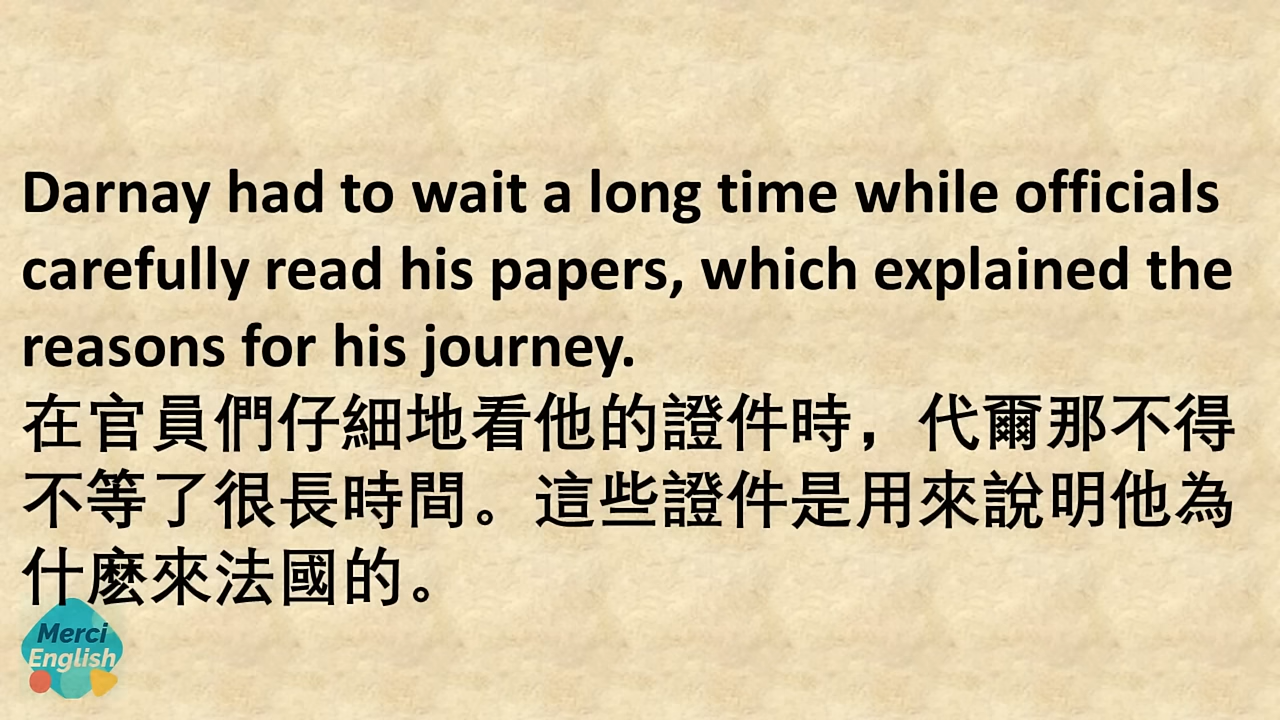 Darnay had to wait a long time while officials
carefully read his papers, which explained the
reasons for his journey.
在官員們仔細地看他的證件時，代爾那不得
不等了很長時間。這些證件是用來說明他為
什麽來法國的。
Merci
English